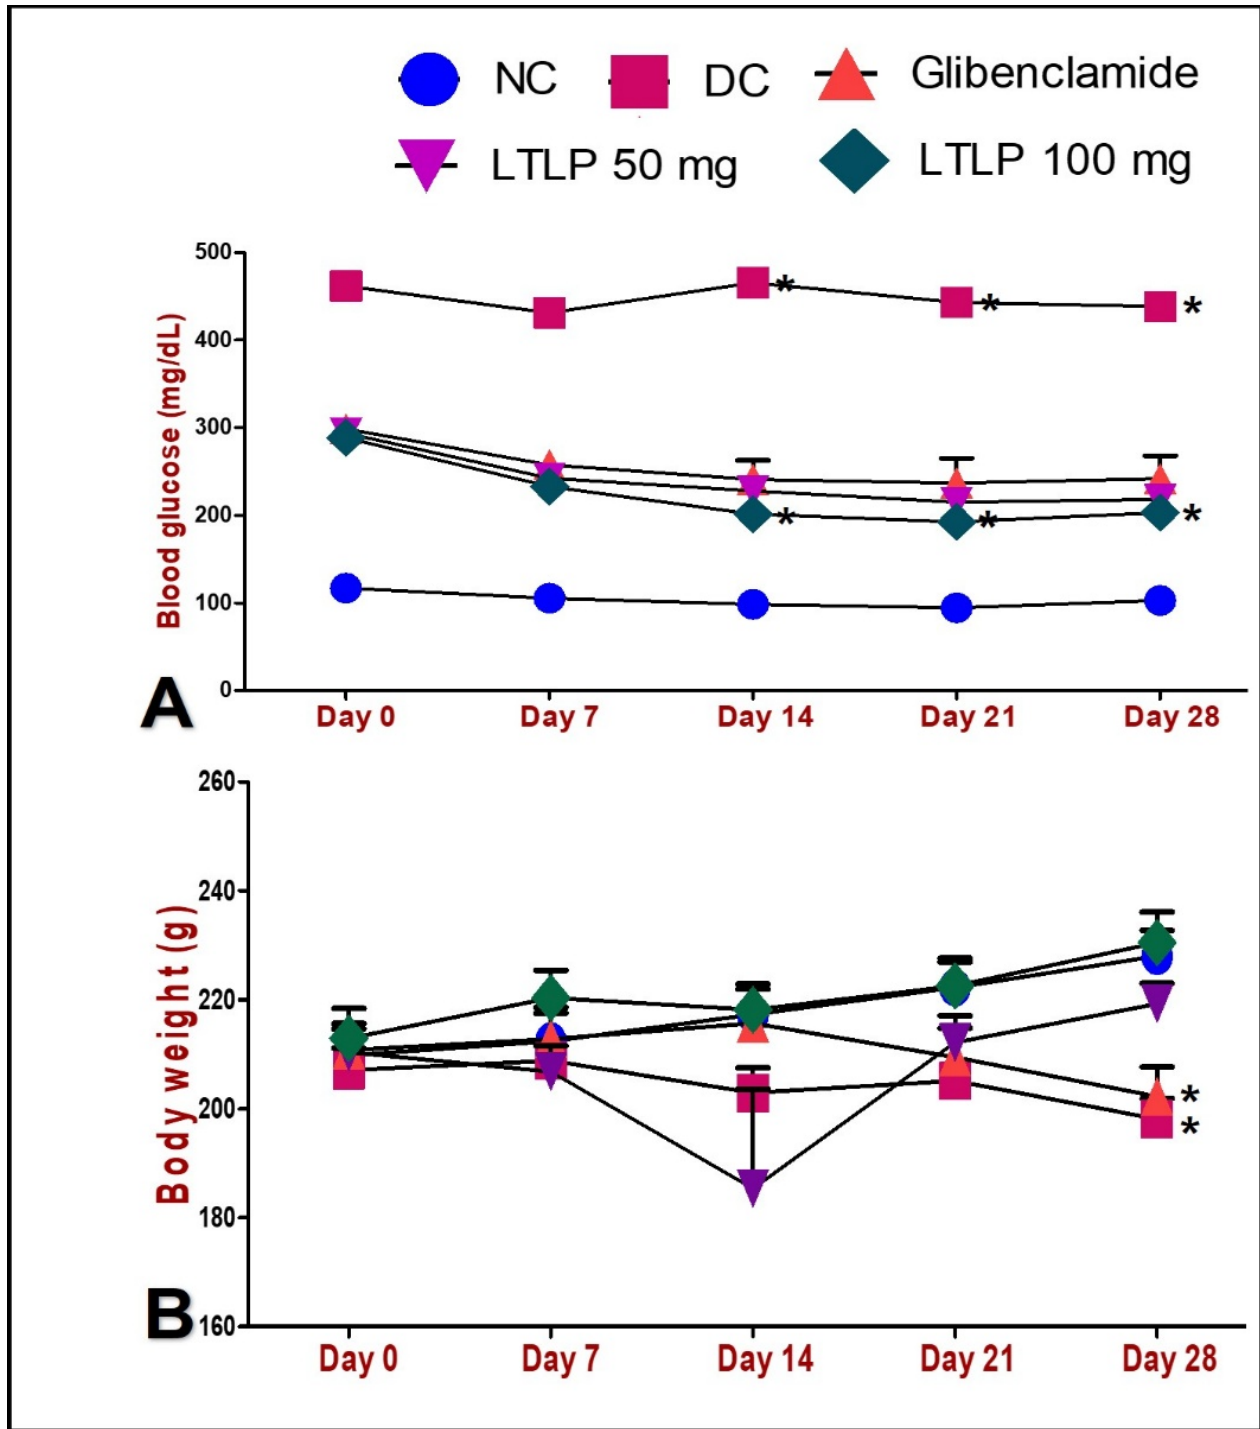 NC DC Glibenclamide
LTLP 50 mg LTLP 100 mg
Blood glucose (mg/dL)
500
400
300
200
100
0
*
*
*
*
*
*
A
Day 0 Day 7 Day 14 Day 21 Day 28
Body weight (g)
260
240
220
200
180
160
*
*
B
Day 0 Day 7 Day 14 Day 21 Day 28